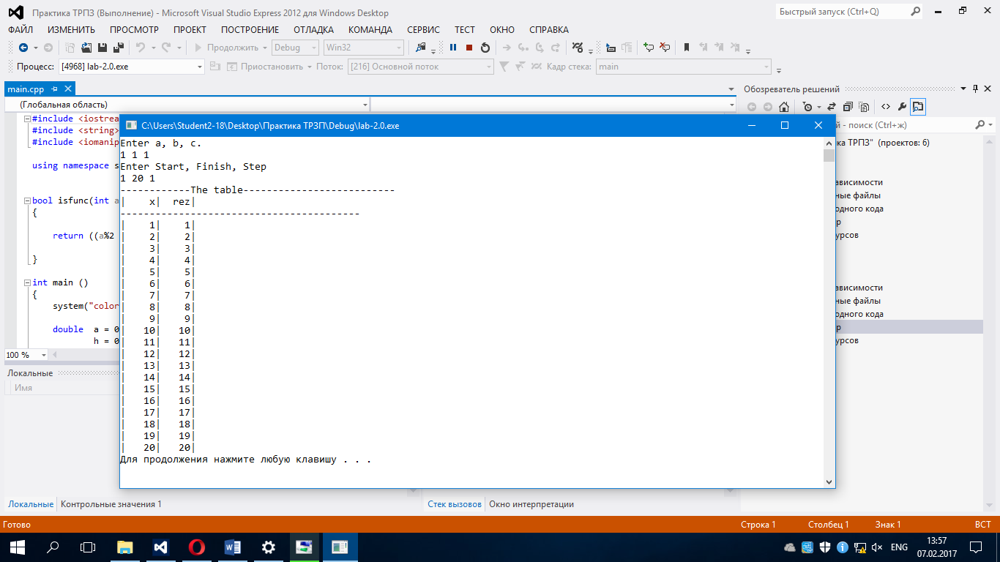 Практика ТРПЗ (Выполнение) - Microsoft Visual Studio Express 2012 для Windows Desktop
Быстрый запуск (Ctrl+Q)
ФАЙЛ ИЗМЕНИТЬ ПРОСМОТР ПРОЕКТ ПОСТРОЕНИЕ ОТЛАДКА КОМАНДА СЕРВИС ТЕСТ ОКНО СПРАВКА
Продолжить Debug Win32
Процесс: [4968] lab-2.0.exe Приостановить Поток: [216] Основной поток Кадр стека: main
main.cpp
(Глобальная область)
#include <iostrea
#include <string>
#include <iomanip
using namespace s
bool isfunc(int a
{
return ((a%2
}
int main ()
{
system("color
double a = 0
h = 0
100 %
C:\Users\Student2-18\Desktop\Практика ТРЗП\Debug\lab-2.0.exe
Enter a, b, c.
1 1 1
Enter Start, Finish, Step
1 20 1
------------The table--------------------------
| x| rez|
-----------------------------------------
| 1| 1|
| 2| 2|
| 3| 3|
| 4| 4|
| 5| 5|
| 6| 6|
| 7| 7|
| 8| 8|
| 9| 9|
| 10| 10|
| 11| 11|
| 12| 12|
| 13| 13|
| 14| 14|
| 15| 15|
| 16| 16|
| 17| 17|
| 18| 18|
| 19| 19|
| 20| 20|
Для продолжения нажмите любую клавишу . . .
Обозреватель решений
й - поиск (Ctrl+ж)
ка ТРПЗ" (проектов: 6)
ависимости
ные файлы
одного кода
р
урсов
ависимости
ные файлы
одного кода
р
урсов
Локальные
Имя
Локальные Контрольные значения 1
Стек вызовов Окно интерпретации
Готово Строка 1 Столбец 1 Знак 1 ВСТ
ENG
13:57
07.02.2017